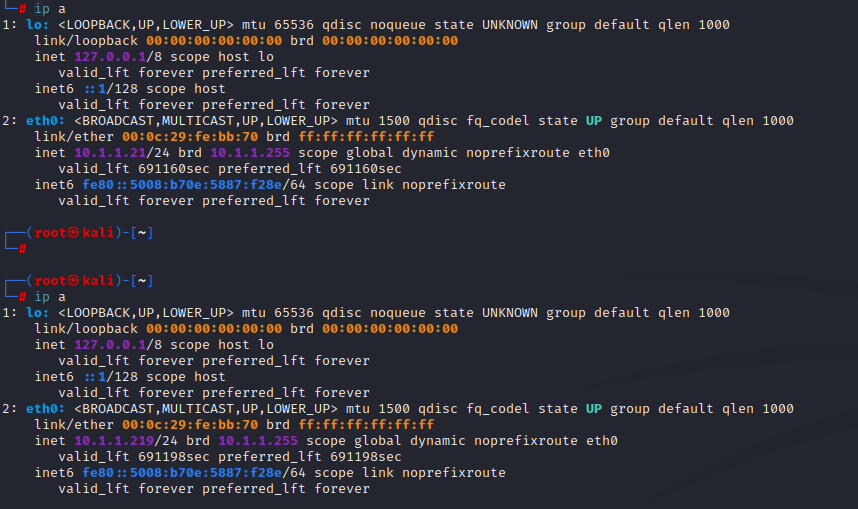 └─# ip a
1: lo: <LOOPBACK,UP,LOWER_UP> mtu 65536 qdisc noqueue state UNKNOWN group default qlen 1000
    link/loopback 00:00:00:00:00:00 brd 00:00:00:00:00:00
    inet 127.0.0.1/8 scope host lo
       valid_lft forever preferred_lft forever
    inet6 ::1/128 scope host
       valid_lft forever preferred_lft forever
2: eth0: <BROADCAST,MULTICAST,UP,LOWER_UP> mtu 1500 qdisc fq_codel state UP group default qlen 1000
    link/ether 00:0c:29:fe:bb:70 brd ff:ff:ff:ff:ff:ff
    inet 10.1.1.21/24 brd 10.1.1.255 scope global dynamic noprefixroute eth0
       valid_lft 691160sec preferred_lft 691160sec
    inet6 fe80::5008:b70e:5887:f28e/64 scope link noprefixroute
       valid_lft forever preferred_lft forever
┌──(root㉿kali)-[~]
└─#
┌──(root㉿kali)-[~]
└─# ip a
1: lo: <LOOPBACK,UP,LOWER_UP> mtu 65536 qdisc noqueue state UNKNOWN group default qlen 1000
    link/loopback 00:00:00:00:00:00 brd 00:00:00:00:00:00
    inet 127.0.0.1/8 scope host lo
       valid_lft forever preferred_lft forever
    inet6 ::1/128 scope host
       valid_lft forever preferred_lft forever
2: eth0: <BROADCAST,MULTICAST,UP,LOWER_UP> mtu 1500 qdisc fq_codel state UP group default qlen 1000
    link/ether 00:0c:29:fe:bb:70 brd ff:ff:ff:ff:ff:ff
    inet 10.1.1.219/24 brd 10.1.1.255 scope global dynamic noprefixroute eth0
       valid_lft 691198sec preferred_lft 691198sec
    inet6 fe80::5008:b70e:5887:f28e/64 scope link noprefixroute
       valid_lft forever preferred_lft forever